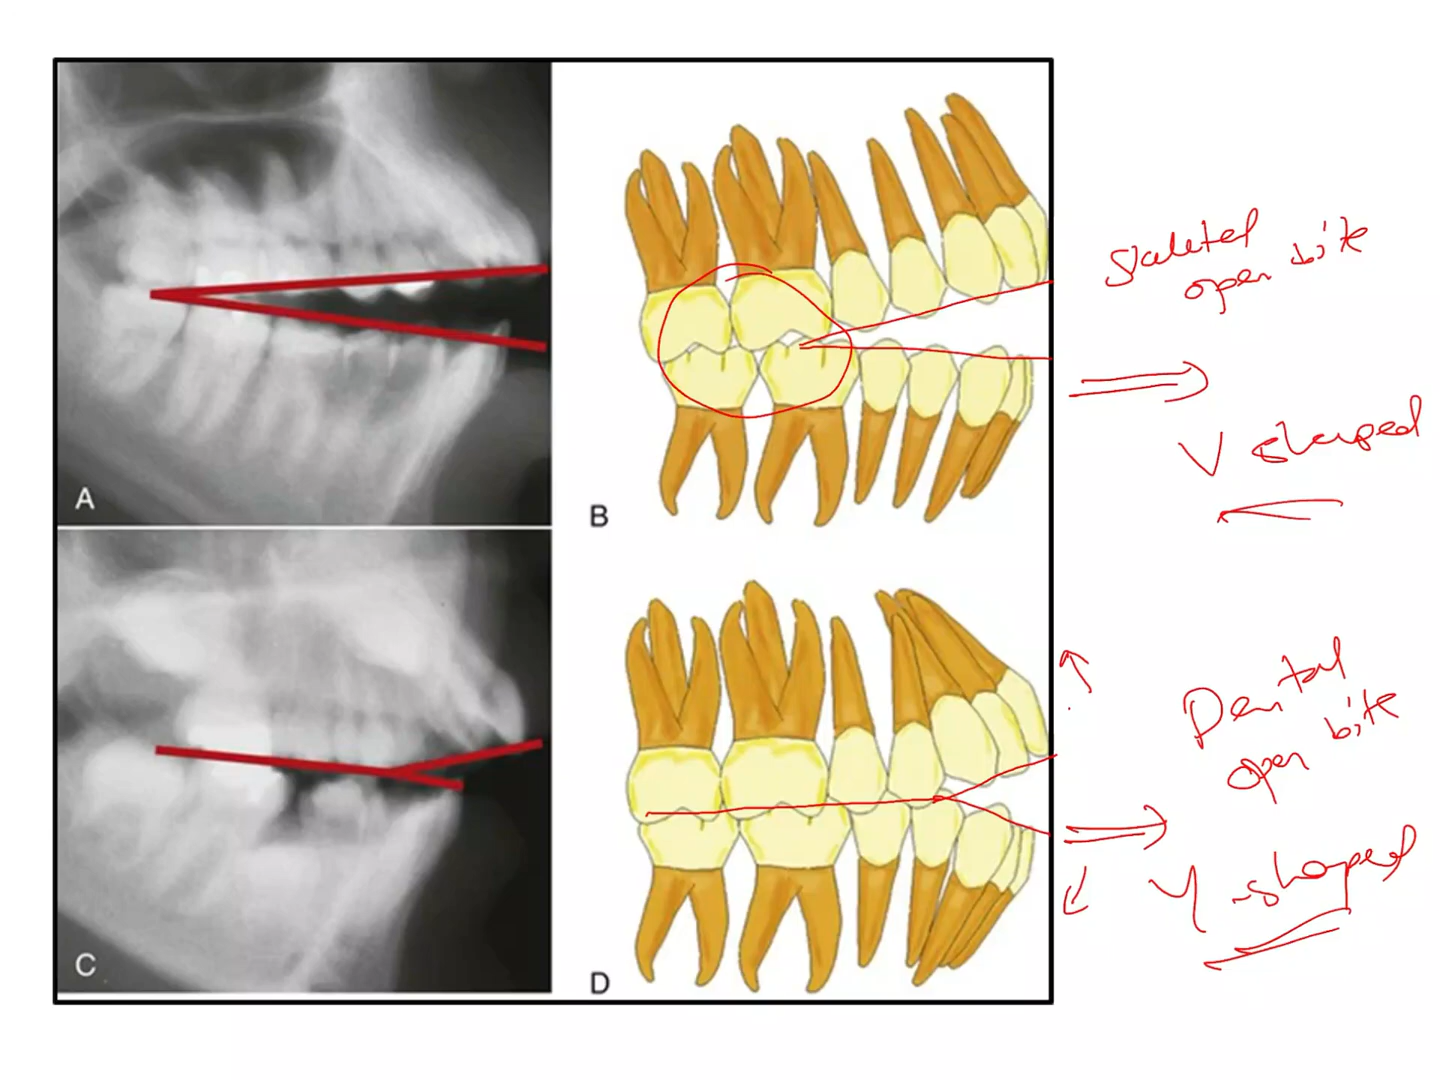 A
B
C
D
Skeletal
open bite
V shaped
Dental
open bite
Y-shaped